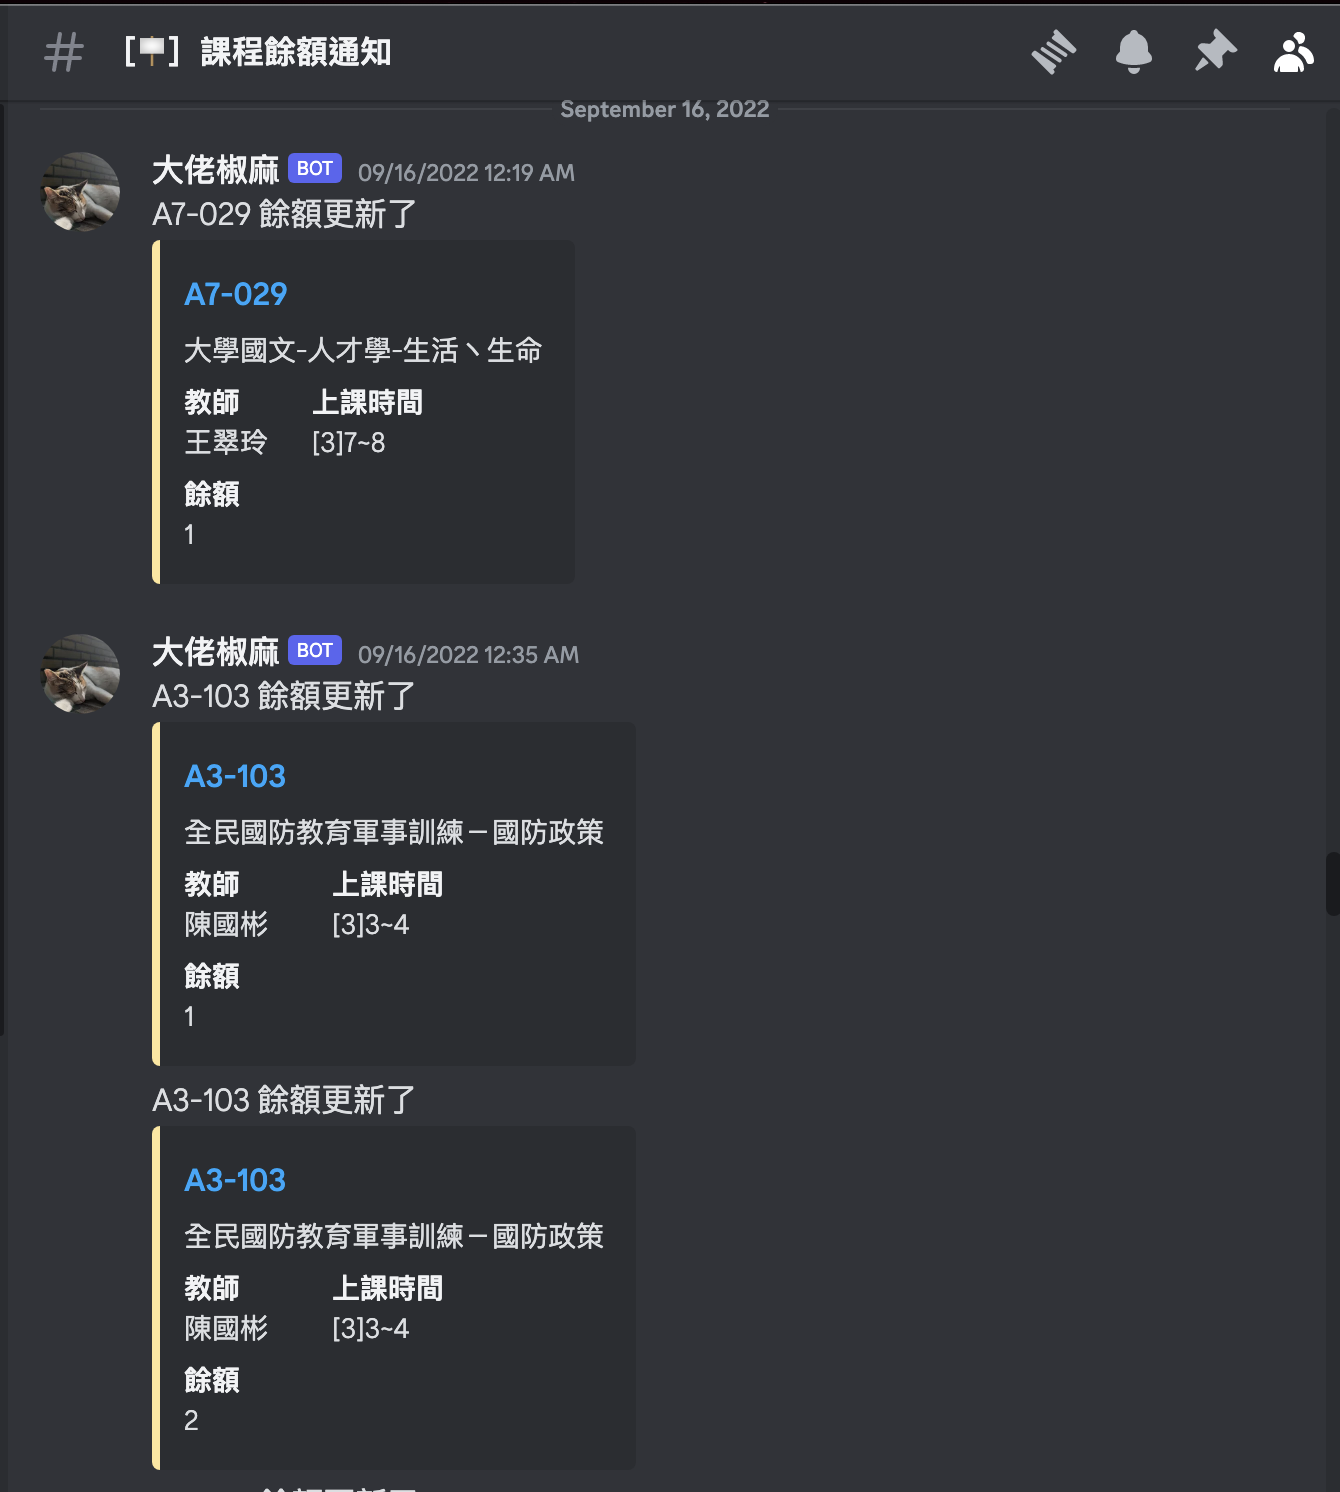 [🪧] 課程餘額通知
September 16, 2022
大佬椒麻 BOT 09/16/2022 12:19 AM
A7-029 餘額更新了
A7-029
大學國文-人才學-生活丶生命
教師 上課時間
王翠玲 [3]7~8
餘額
1
大佬椒麻 BOT 09/16/2022 12:35 AM
A3-103 餘額更新了
A3-103
全民國防教育軍事訓練－國防政策
教師 上課時間
陳國彬 [3]3~4
餘額
1
A3-103 餘額更新了
A3-103
全民國防教育軍事訓練－國防政策
教師 上課時間
陳國彬 [3]3~4
餘額
2